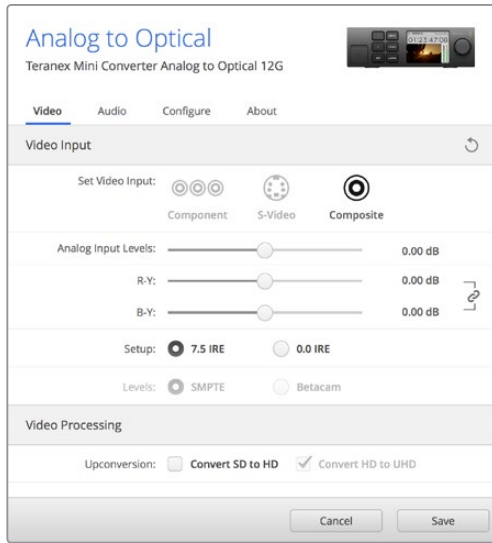 Analog to Optical
Teranex Mini Converter Analog to Optical 12G
01:23:47:08
Video Audio Configure About
Video Input
Set Video Input:
Component S-Video Composite
Analog Input Levels: 0.00 dB
R-Y: 0.00 dB
B-Y: 0.00 dB
Setup: 7.5 IRE 0.0 IRE
Levels: SMPTE Betacam
Video Processing
Upconversion: Convert SD to HD Convert HD to UHD
Cancel Save